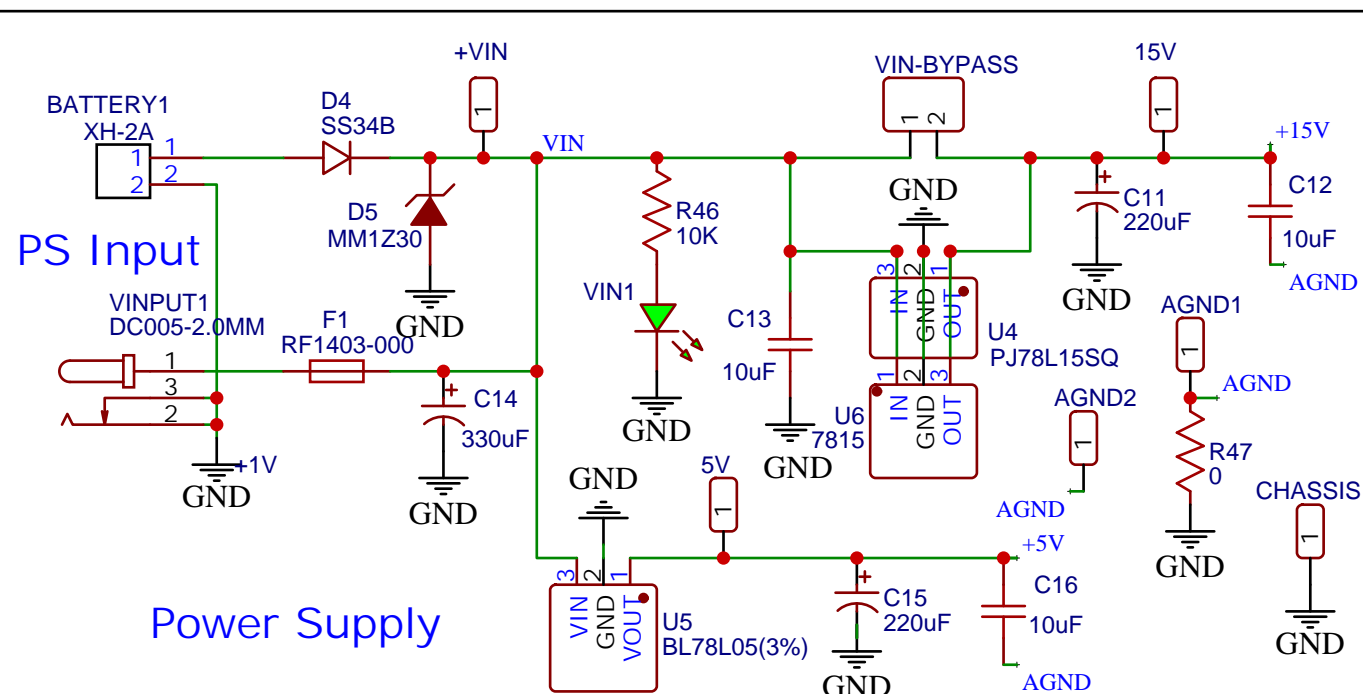 +VIN
VIN-BYPASS
15V
BATTERY1
XH-2A
D4
SS34B
1
1
2
1
VIN
+15V
1 1
2 2
GND
C11
220uF
C12
10uF
D5
MM1Z30
R46
10K
PS Input
AGND
3 2 1
IN GND OUT
GND
VINPUT1
DC005-2.0MM
F1
RF1403-000
GND
VIN1
C13
10uF
U4
PJ78L15SQ
AGND1
1
1
3
2
C14
330uF
1 2 3
IN GND OUT
U6
7815
AGND2
1
AGND
R47
0
GND
GND
+1V
GND
GND
5V
1
GND
AGND
CHASSIS
1
GND
+5V
GND
3 2 1
VIN GND VOUT
U5
BL78L05(3%)
C15
220uF
C16
10uF
Power Supply
GND
AGND
GND